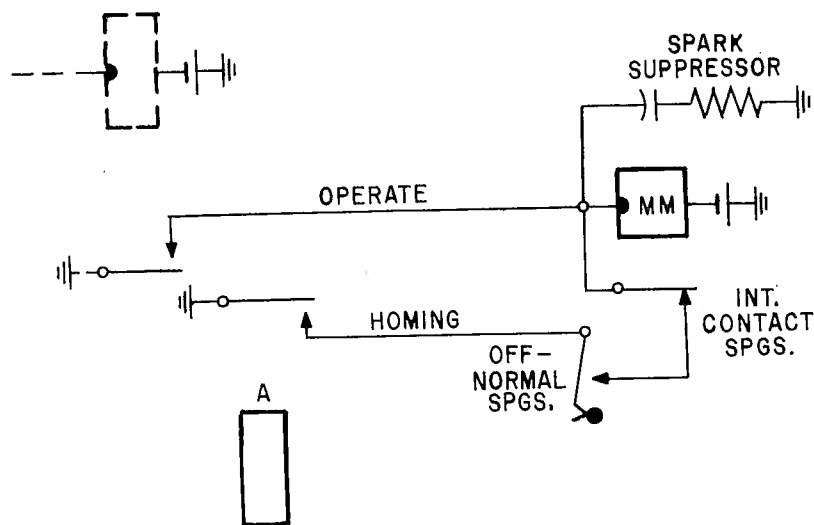 SPARK
SUPPRESSOR
OPERATE
MM
HOMING
INT.
CONTACT
SPGS.
OFF-
NORMAL
SPGS.
A